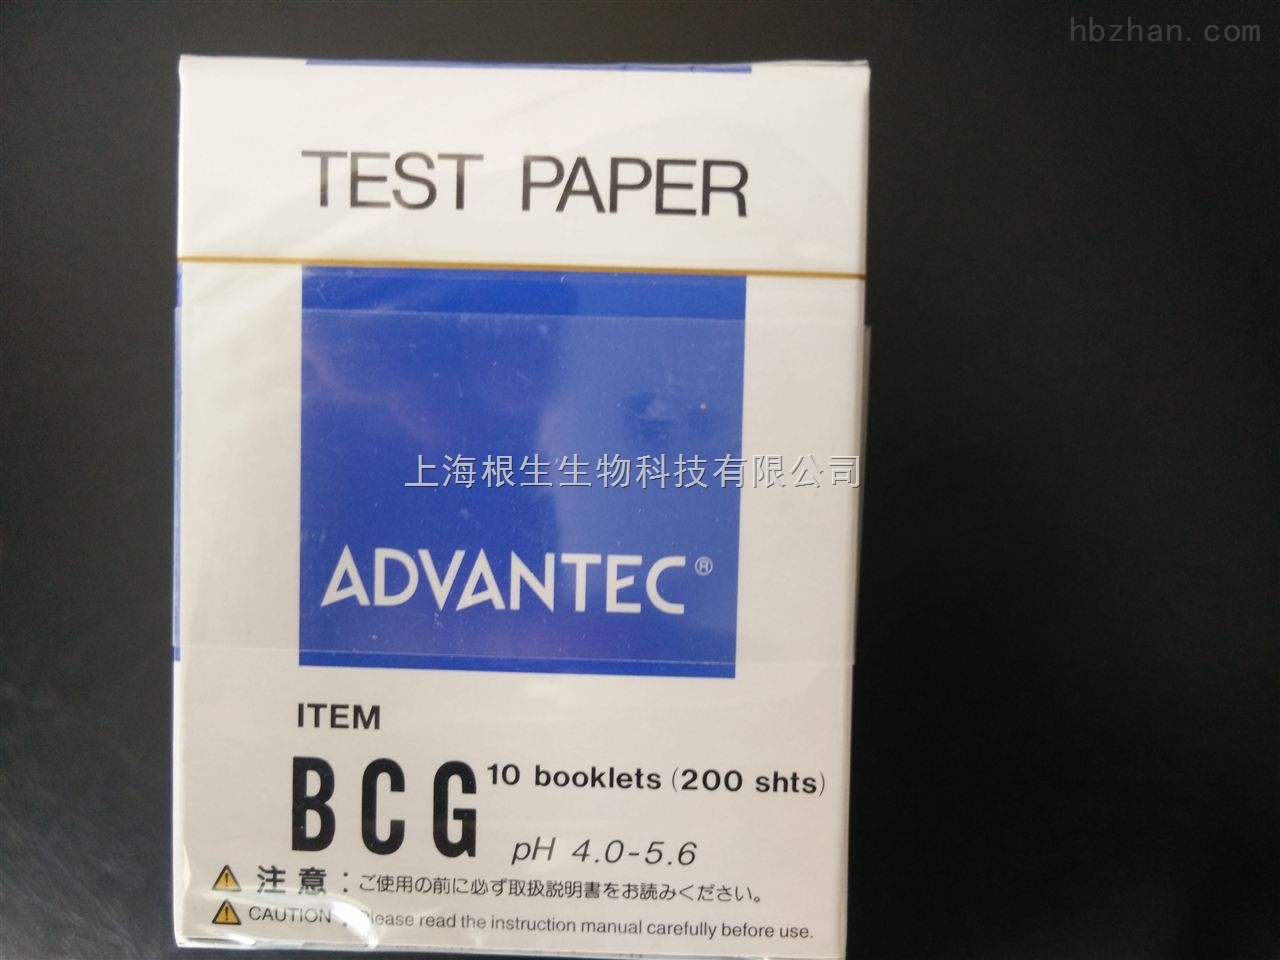 hbzhan.com
TEST PAPER
上海根生生物科技有限公司
ADVANTEC®
ITEM
BCG 10 booklets (200 shts)
pH 4.0-5.6
注意：ご使用の前に必ず取扱説明書をお読みください。
CAUTION : Please read the instruction manual carefully before use.